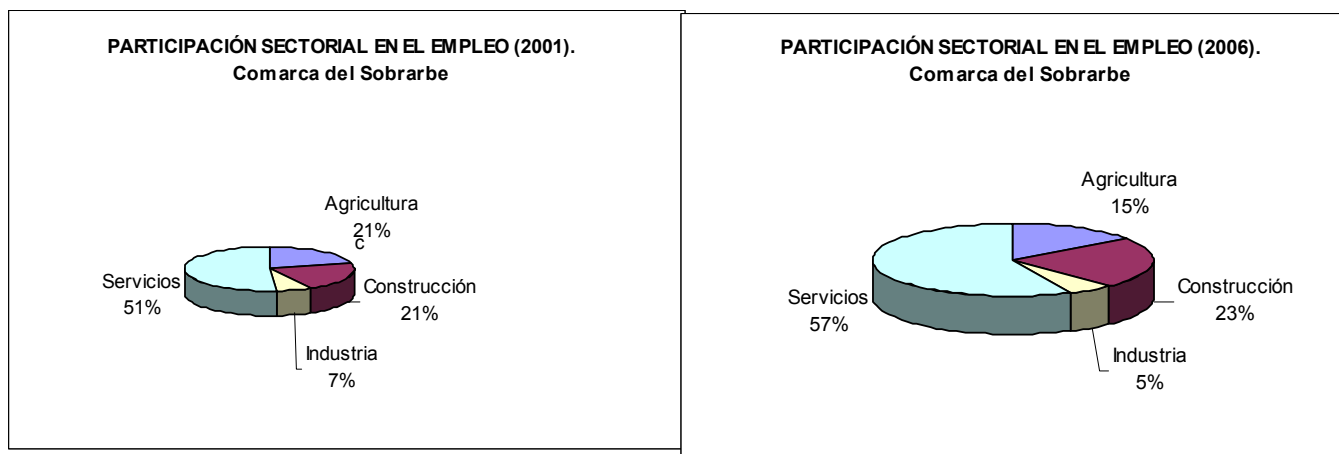 PARTICIPACIÓN SECTORIAL EN EL EMPLEO (2001).
Comarca del Sobrarbe
Agricultura
21%
c
Servicios
51%
Construcción
21%
Industria
7%
PARTICIPACIÓN SECTORIAL EN EL EMPLEO (2006).
Comarca del Sobrarbe
Agricultura
15%
Servicios
57%
Construcción
23%
Industria
5%